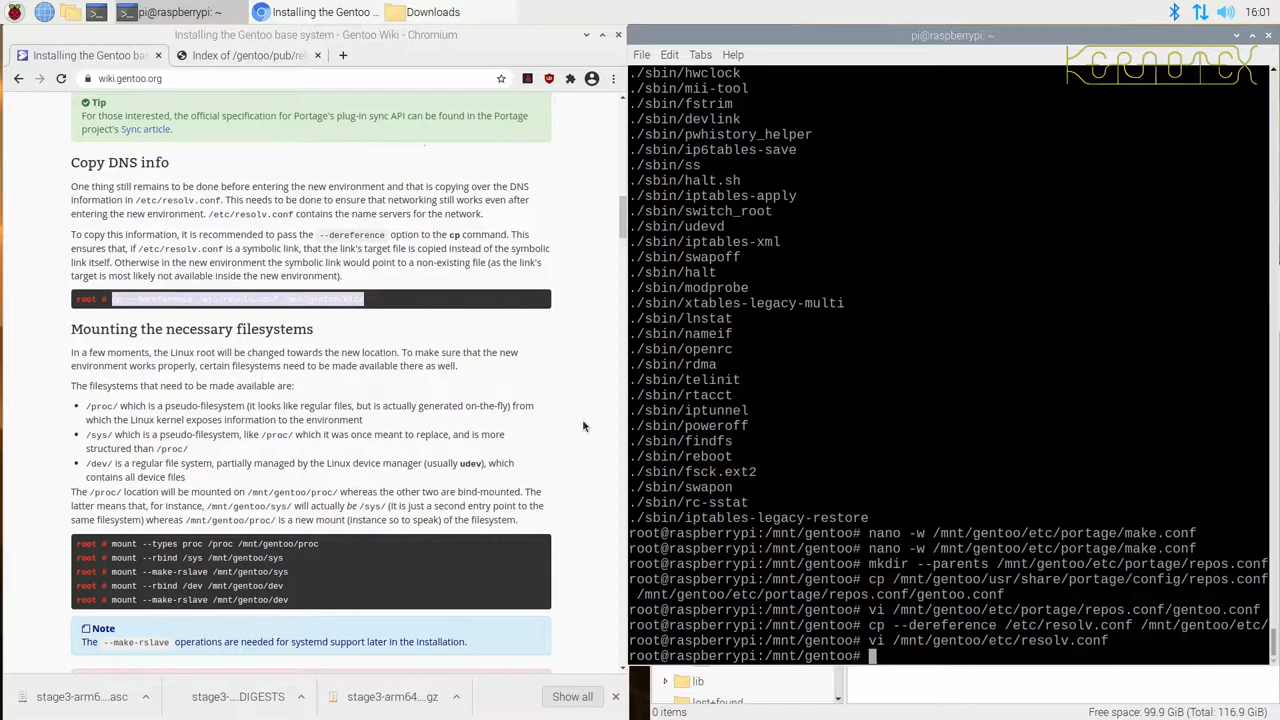 pi@raspberrypi: ~
Installing the Gentoo ...
Downloads
16:01
Installing the Gentoo base system - Gentoo Wiki - Chromium
Installing the Gentoo bas
Index of /gentoo/pub/rel
wiki.gentoo.org
Tip
For those interested, the official specification for Portage's plug-in sync API can be found in the Portage
project's Sync article.
Copy DNS info
One thing still remains to be done before entering the new environment and that is copying over the DNS
information in /etc/resolv.conf. This needs to be done to ensure that networking still works even after
entering the new environment. /etc/resolv.conf contains the name servers for the network.
To copy this information, it is recommended to pass the --dereference option to the cp command. This
ensures that, if /etc/resolv.conf is a symbolic link, that the link's target file is copied instead of the symbolic
link itself. Otherwise in the new environment the symbolic link would point to a non-existing file (as the link's
target is most likely not available inside the new environment).
root # cp --dereference /etc/resolv.conf /mnt/gentoo/etc/
Mounting the necessary filesystems
In a few moments, the Linux root will be changed towards the new location. To make sure that the new
environment works properly, certain filesystems need to be made available there as well.
The filesystems that need to be made available are:
/proc/ which is a pseudo-filesystem (it looks like regular files, but is actually generated on-the-fly) from
which the Linux kernel exposes information to the environment
/sys/ which is a pseudo-filesystem, like /proc/ which it was once meant to replace, and is more
structured than /proc/
/dev/ is a regular file system, partially managed by the Linux device manager (usually udev), which
contains all device files
The /proc/ location will be mounted on /mnt/gentoo/proc/ whereas the other two are bind-mounted. The
latter means that, for instance, /mnt/gentoo/sys/ will actually be /sys/ (it is just a second entry point to the
same filesystem) whereas /mnt/gentoo/proc/ is a new mount (instance so to speak) of the filesystem.
root # mount --types proc /proc /mnt/gentoo/proc
root # mount --rbind /sys /mnt/gentoo/sys
root # mount --make-rslave /mnt/gentoo/sys
root # mount --rbind /dev /mnt/gentoo/dev
root # mount --make-rslave /mnt/gentoo/dev
Note
The --make-rslave operations are needed for systemd support later in the installation.
stage3-arm6....asc
stage3-....DIGESTS
stage3-arm64....gz
Show all
pi@raspberrypi: ~
File Edit Tabs Help
KEROOTEX
./sbin/hwclock
./sbin/mii-tool
./sbin/fstrim
./sbin/devlink
./sbin/pwhistory_helper
./sbin/ip6tables-save
./sbin/ss
./sbin/halt.sh
./sbin/iptables-apply
./sbin/switch_root
./sbin/udevd
./sbin/iptables-xml
./sbin/swapoff
./sbin/halt
./sbin/modprobe
./sbin/xtables-legacy-multi
./sbin/lnstat
./sbin/nameif
./sbin/openrc
./sbin/rdma
./sbin/telinit
./sbin/rtacct
./sbin/iptunnel
./sbin/poweroff
./sbin/findfs
./sbin/reboot
./sbin/fsck.ext2
./sbin/swapon
./sbin/rc-sstat
./sbin/iptables-legacy-restore
root@raspberrypi:/mnt/gentoo# nano -w /mnt/gentoo/etc/portage/make.conf
root@raspberrypi:/mnt/gentoo# nano -w /mnt/gentoo/etc/portage/make.conf
root@raspberrypi:/mnt/gentoo# mkdir --parents /mnt/gentoo/etc/portage/repos.conf
root@raspberrypi:/mnt/gentoo# cp /mnt/gentoo/usr/share/portage/config/repos.conf
/mnt/gentoo/etc/portage/repos.conf/gentoo.conf
root@raspberrypi:/mnt/gentoo# vi /mnt/gentoo/etc/portage/repos.conf/gentoo.conf
root@raspberrypi:/mnt/gentoo# cp --dereference /etc/resolv.conf /mnt/gentoo/etc/
root@raspberrypi:/mnt/gentoo# vi /mnt/gentoo/etc/resolv.conf
root@raspberrypi:/mnt/gentoo#
lib
lost+found
0 items
Free space: 99.9 GiB (Total: 116.9 GiB)